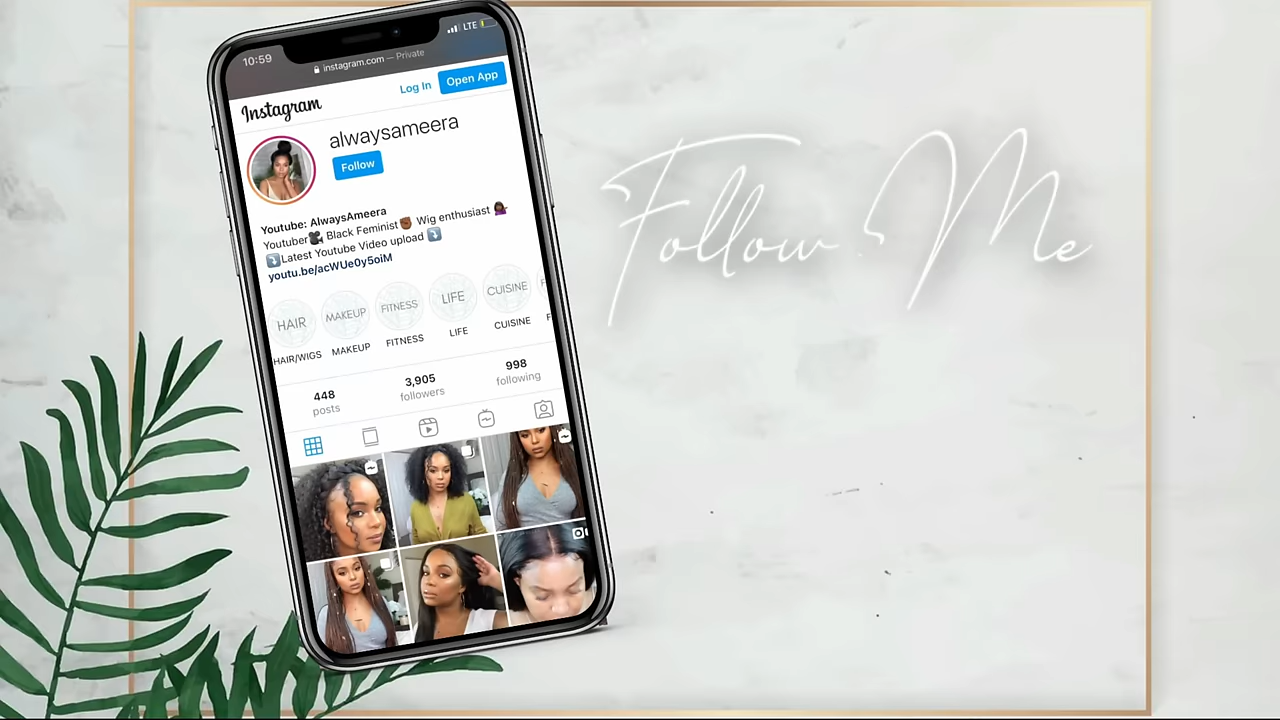 10:59
LTE
instagram.com — Private
Instagram
Log In
Open App
alwaysameera
Follow
Youtube: AlwaysAmeera
Youtuber🎥 Black Feminist✊🏾 Wig enthusiast 💇🏾‍♀️
⤵️Latest Youtube Video upload ⤵️
youtu.be/acWUe0y5oiM
HAIR MAKEUP FITNESS LIFE CUISINE F
HAIR/WIGS MAKEUP FITNESS LIFE CUISINE F
448 3,905 998
posts followers following
Follow Me